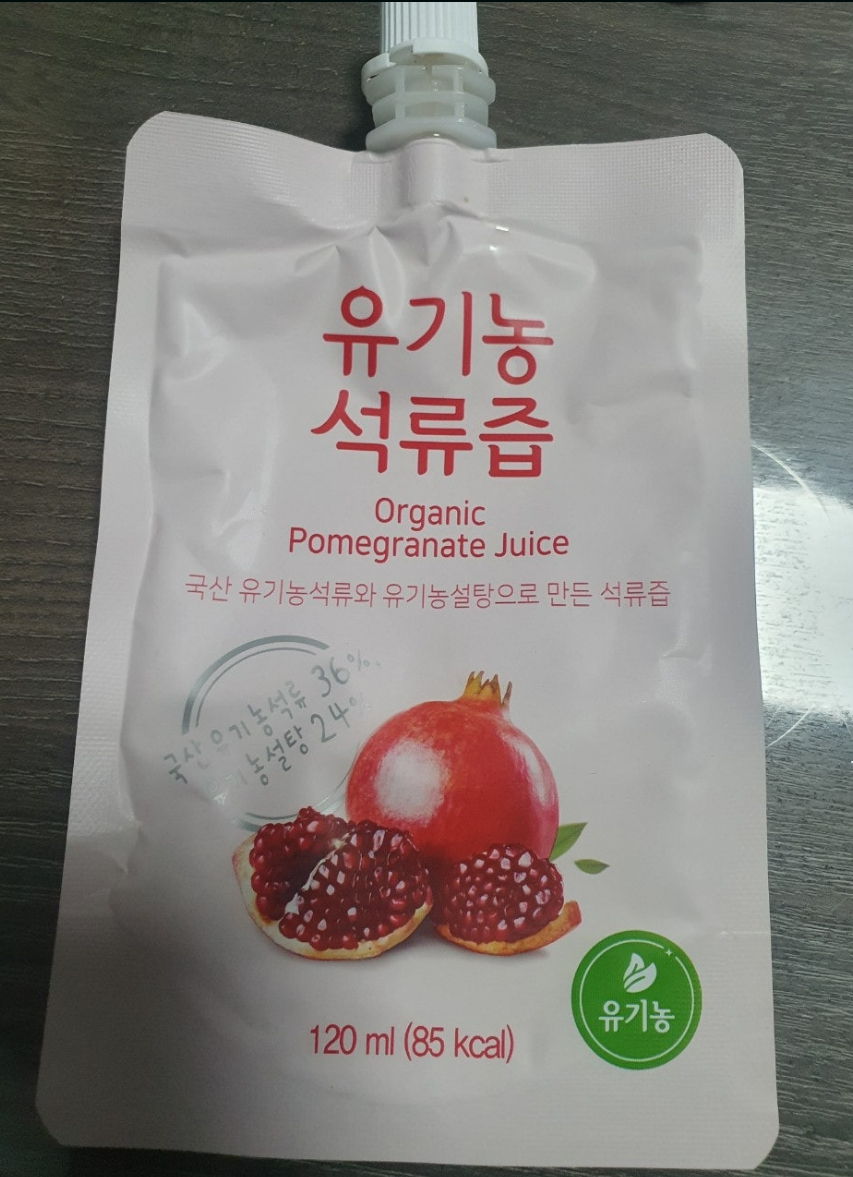 유기농
석류즙
Organic
Pomegranate Juice
국산 유기농석류와 유기농설탕으로 만든 석류즙
국산유기농석류 36%,
24%
120 ml (85 kcal)
유기농